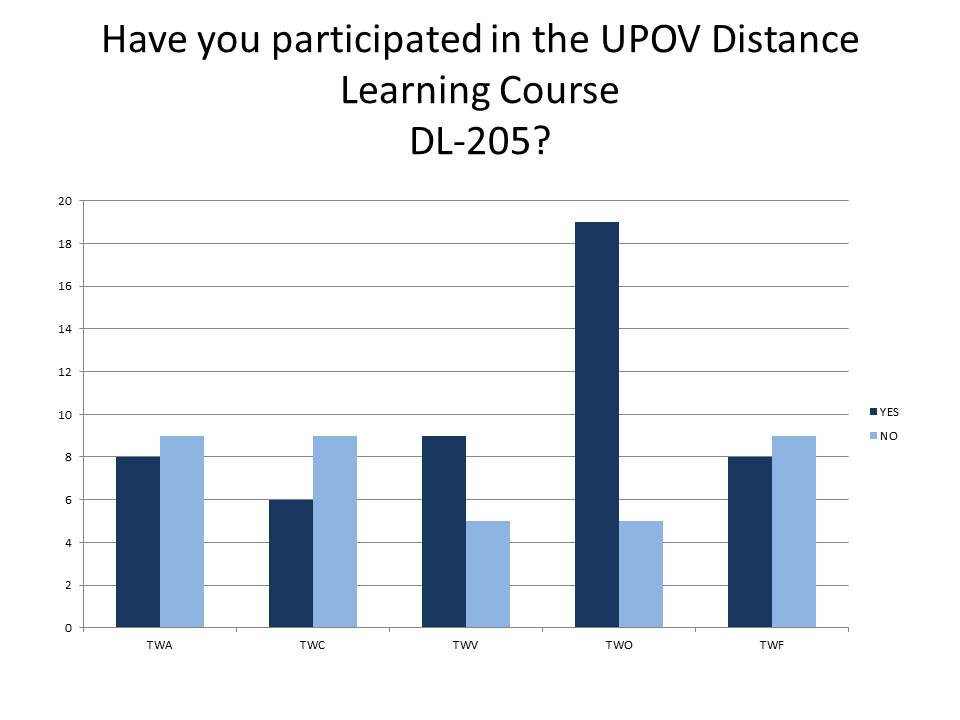 Have you participated in the UPOV Distance
Learning Course
DL-205?
20
18
16
14
12
10
8
6
4
2
0
YES
NO
TWA TWC TWV TWO TWF